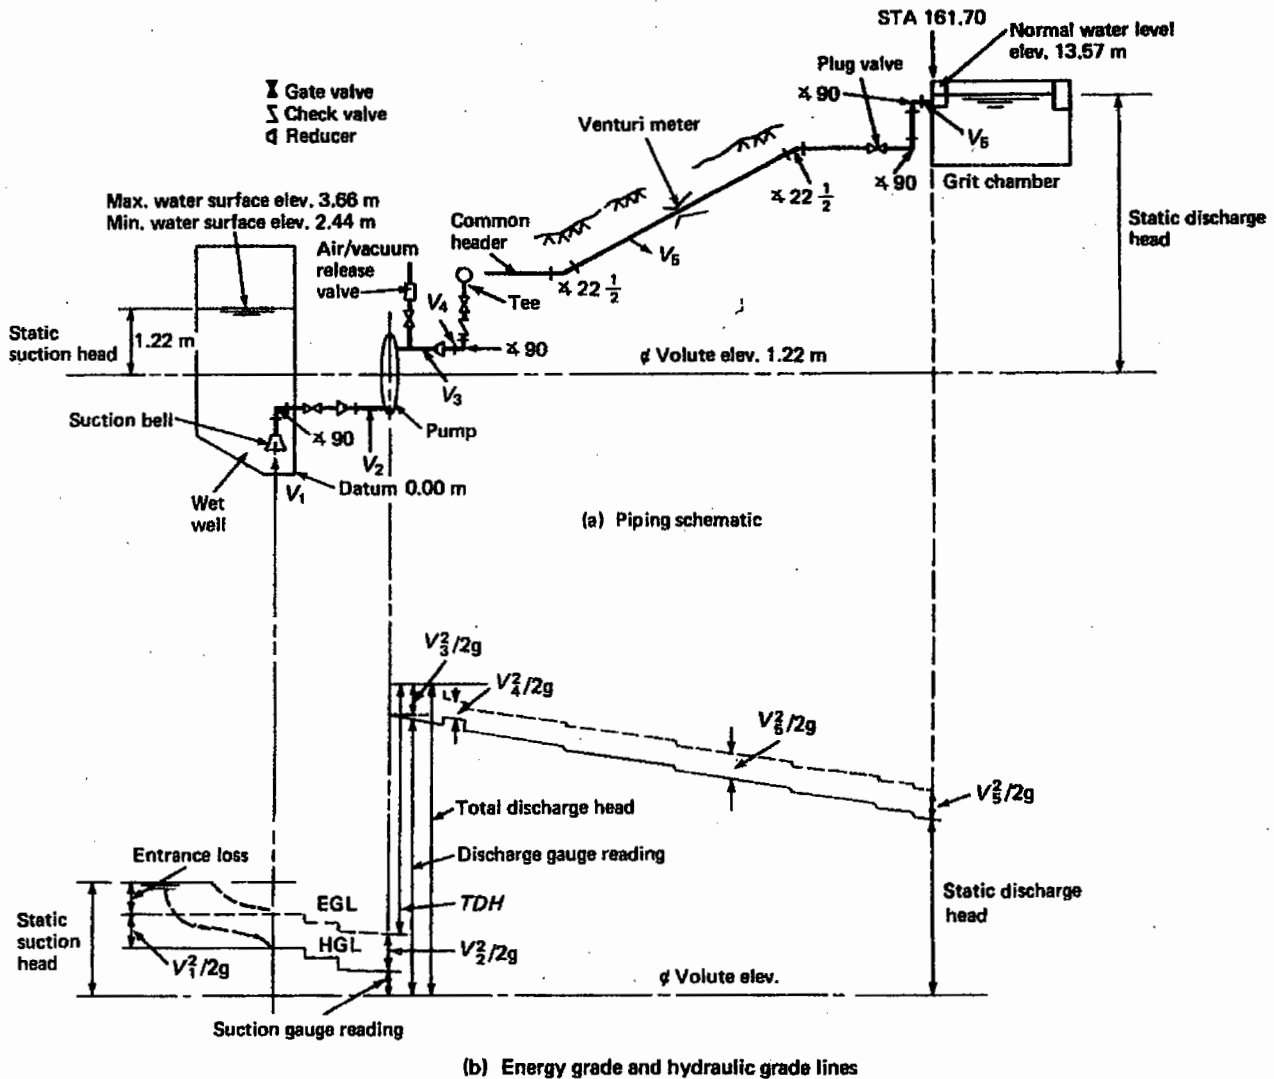 STA 161.70
Normal water level
elev. 13.57 m
Plug valve
∡ 90
Gate valve
Check valve
Reducer
Venturi meter
V5
∡ 90
Grit chamber
∡ 22 1/2
Static discharge
head
Max. water surface elev. 3.66 m
Min. water surface elev. 2.44 m
Common
header
Air/vacuum
release
valve
V5
∡ 22 1/2
V4
Tee
Static
suction head
1.22 m
∡ 90
₵ Volute elev. 1.22 m
V3
Suction bell
∡ 90
Pump
V2
V1
Datum 0.00 m
Wet
well
(a) Piping schematic
V3²/2g
V4²/2g
V5²/2g
V5²/2g
Total discharge head
Discharge gauge reading
Entrance loss
Static discharge
head
EGL
TDH
Static
suction
head
HGL
V2²/2g
V1²/2g
₵ Volute elev.
Suction gauge reading
(b) Energy grade and hydraulic grade lines